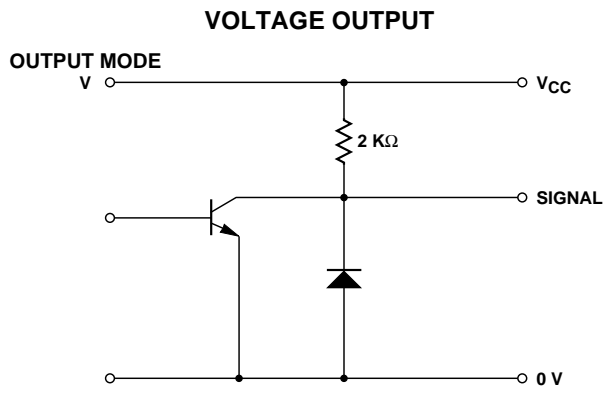 VOLTAGE OUTPUT
OUTPUT MODE
V
VCC
2 KΩ
SIGNAL
0 V